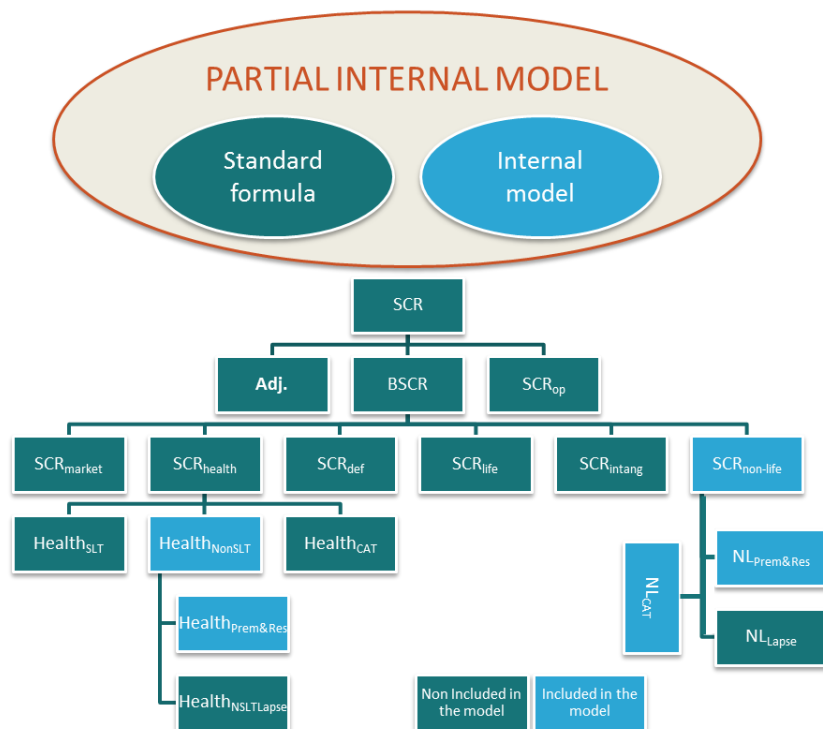 PARTIAL INTERNAL MODEL
Standard
formula
Internal
model
SCR
Adj.
BSCR
SCRop
SCRmarket
SCRhealth
SCRdef
SCRlife
SCRintang
SCRnon-life
HealthSLT
HealthNonSLT
HealthCAT
NLCAT
NLPrem&Res
HealthPrem&Res
NLLapse
HealthNSLTLapse
Non Included in
the model
Included in the
model